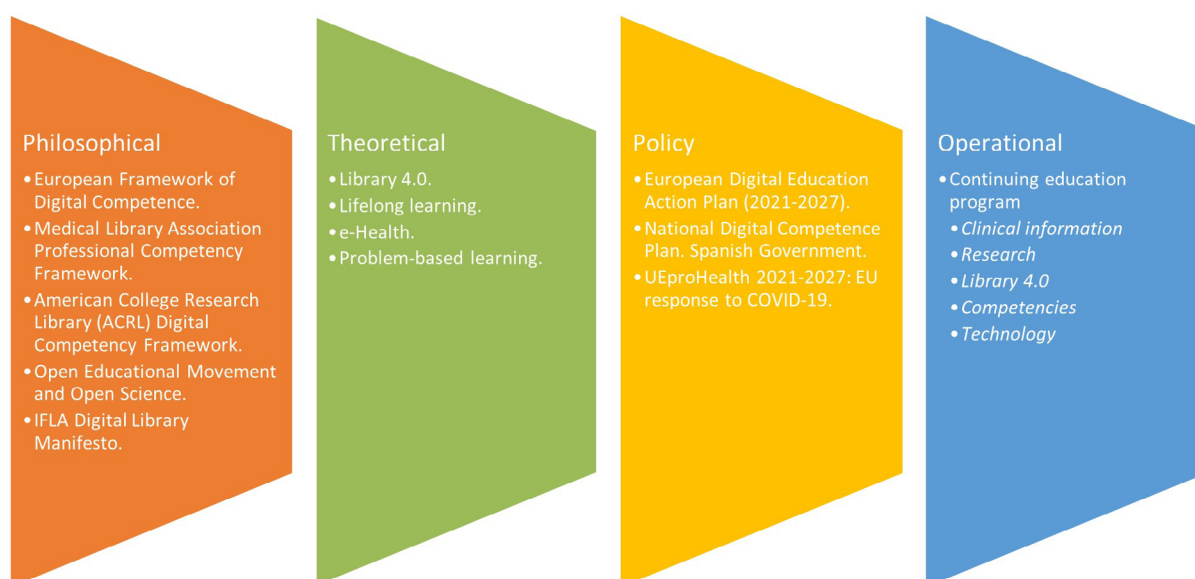 Philosophical
•European Framework of
Digital Competence.
•Medical Library Association
Professional Competency
Framework.
•American College Research
Library (ACRL) Digital
Competency Framework.
•Open Educational Movement
and Open Science.
•IFLA Digital Library
Manifesto.
Theoretical
•Library 4.0.
•Lifelong learning.
•e-Health.
•Problem-based learning.
Policy
•European Digital Education
Action Plan (2021-2027).
•National Digital Competence
Plan. Spanish Government.
•UEproHealth 2021-2027: EU
response to COVID-19.
Operational
•Continuing education
program
•Clinical information
•Research
•Library 4.0
•Competencies
•Technology